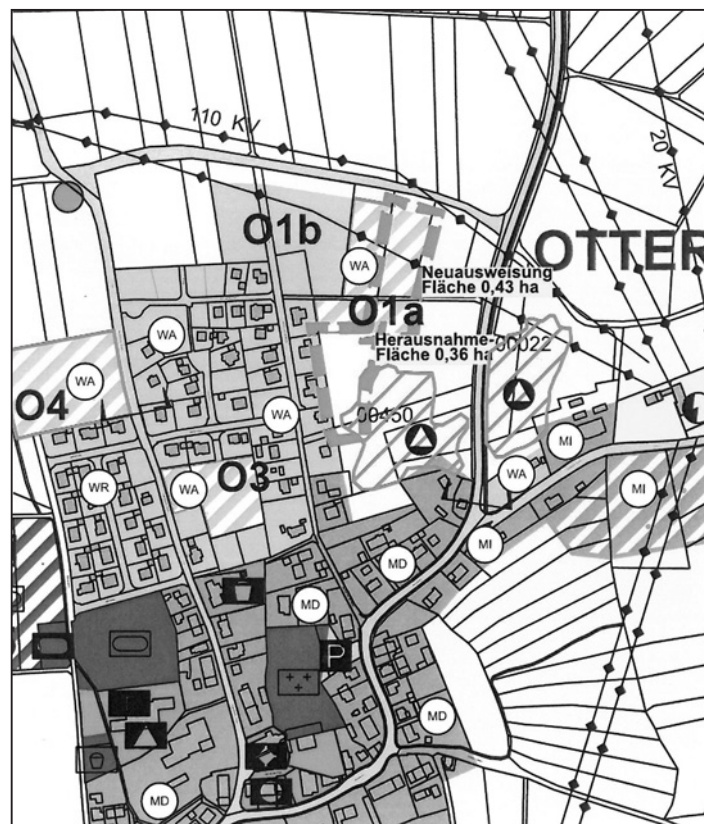 110 KV
20 KV
O1b
OTTER
WA
Neuausweisung
Fläche 0,43 ha
O1a
Herausnahme-
Fläche 0,36 ha
00022
WA
WA
O4
WA
00450
MI
WA
MI
O3
WR
WA
MI
MD
MD
P
MD
MD